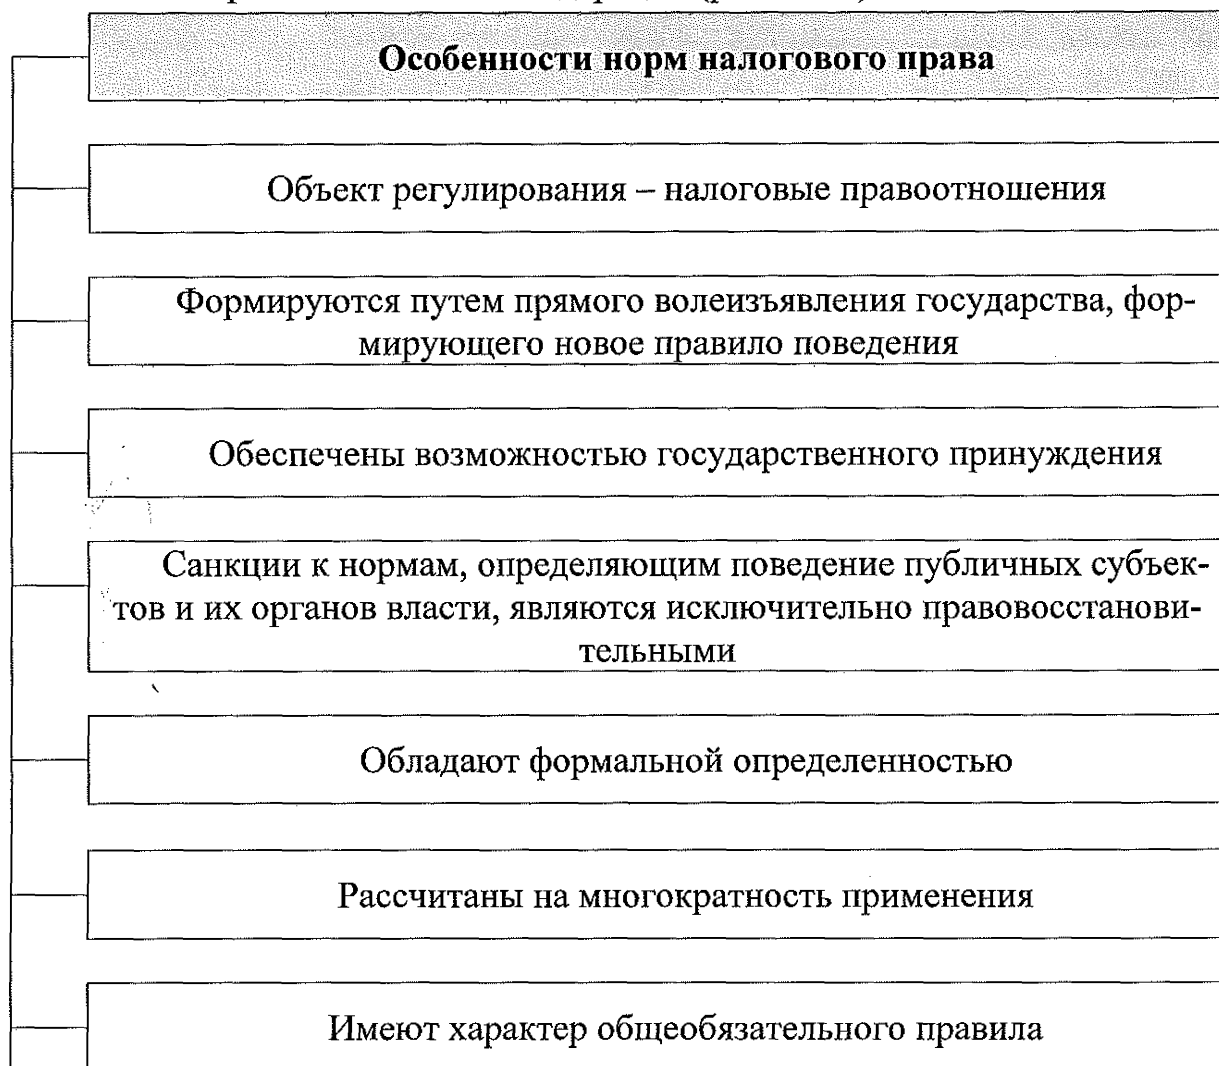 Особенности норм налогового права
Объект регулирования – налоговые правоотношения
Формируются путем прямого волеизъявления государства, фор-
мирующего новое правило поведения
Обеспечены возможностью государственного принуждения
Санкции к нормам, определяющим поведение публичных субъек-
тов и их органов власти, являются исключительно правовосстанови-
тельными
Обладают формальной определенностью
Рассчитаны на многократность применения
Имеют характер общеобязательного правила